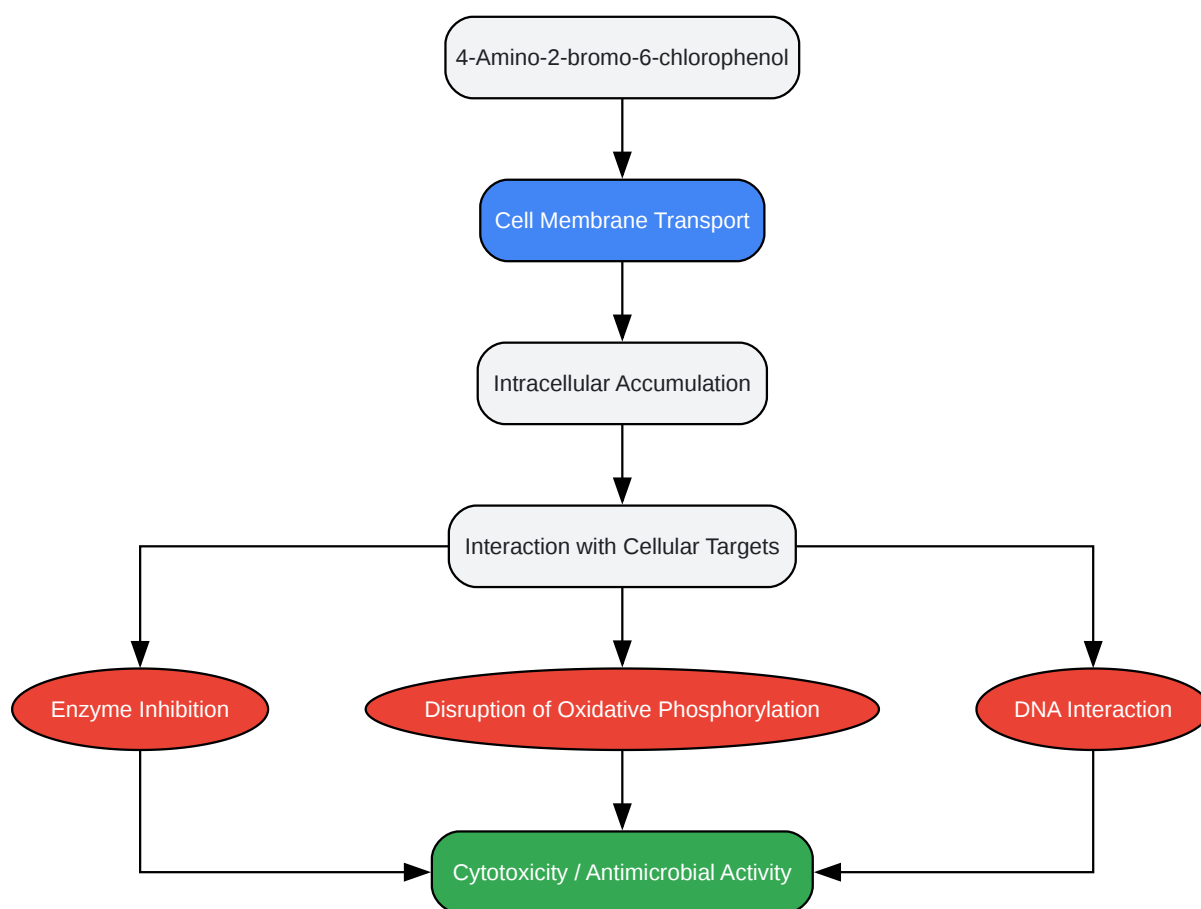 4-Amino-2-bromo-6-chlorophenol
Cell Membrane Transport
Intracellular Accumulation
Interaction with Cellular Targets
Enzyme Inhibition
Disruption of Oxidative Phosphorylation
DNA Interaction
Cytotoxicity / Antimicrobial Activity